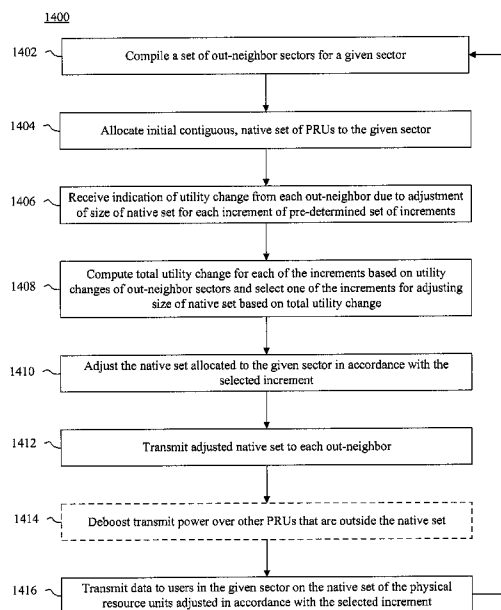 1400
1402
Compile a set of out-neighbor sectors for a given sector
1404
Allocate initial contiguous, native set of PRUs to the given sector
1406
Receive indication of utility change from each out-neighbor due to adjustment
of size of native set for each increment of pre-determined set of increments
1408
Compute total utility change for each of the increments based on utility
changes of out-neighbor sectors and select one of the increments for adjusting
size of native set based on total utility change
1410
Adjust the native set allocated to the given sector in accordance with the
selected increment
1412
Transmit adjusted native set to each out-neighbor
1414
Deboost transmit power over other PRUs that are outside the native set
1416
Transmit data to users in the given sector on the native set of the physical
resource units adjusted in accordance with the selected increment